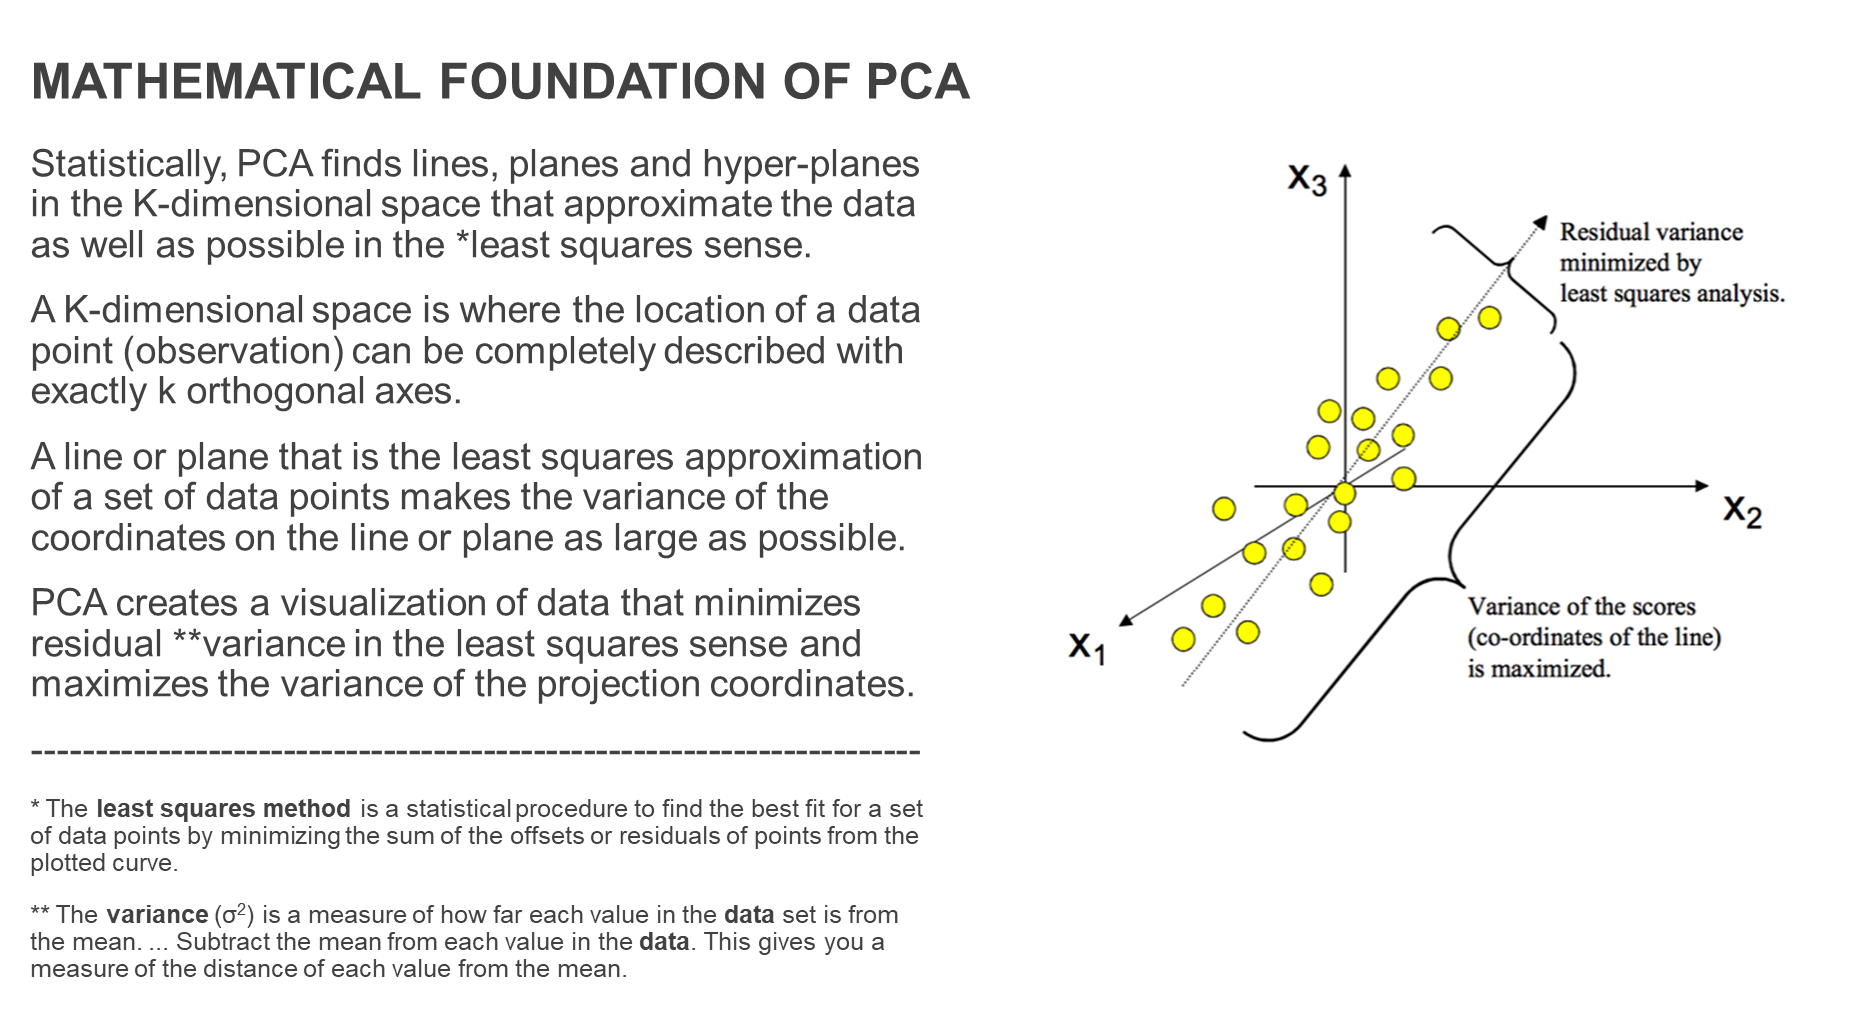 MATHEMATICAL FOUNDATION OF PCA
Statistically, PCA finds lines, planes and hyper-planes
in the K-dimensional space that approximate the data
as well as possible in the *least squares sense.
A K-dimensional space is where the location of a data
point (observation) can be completely described with
exactly k orthogonal axes.
A line or plane that is the least squares approximation
of a set of data points makes the variance of the
coordinates on the line or plane as large as possible.
PCA creates a visualization of data that minimizes
residual **variance in the least squares sense and
maximizes the variance of the projection coordinates.
--------------------------------------------------------------------
* The least squares method is a statistical procedure to find the best fit for a set
of data points by minimizing the sum of the offsets or residuals of points from the
plotted curve.
** The variance (σ²) is a measure of how far each value in the data set is from
the mean. ... Subtract the mean from each value in the data. This gives you a
measure of the distance of each value from the mean.
X₃
Residual variance
minimized by
least squares analysis.
X₂
Variance of the scores
(co-ordinates of the line)
is maximized.
X₁